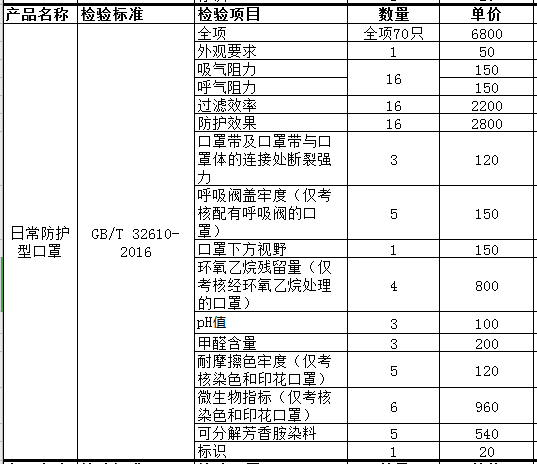 产品名称 检验标准 检验项目 数量 单价
全项 全项70只 6800
外观要求 1 50
吸气阻力 16 150
呼气阻力 150
过滤效率 16 2200
防护效果 16 2800
口罩带及口罩带与口
罩体的连接处断裂强
力 3 120
呼吸阀盖牢度（仅考
核配有呼吸阀的口
罩） 5 150
日常防护
型口罩
GB/T 32610-
2016
口罩下方视野 1 150
环氧乙烷残留量（仅
考核经环氧乙烷处理
的口罩） 4 800
pH值 3 100
甲醛含量 3 200
耐摩擦色牢度（仅考
核染色和印花口罩） 5 120
微生物指标（仅考核
染色和印花口罩） 6 960
可分解芳香胺染料 5 540
标识 1 20